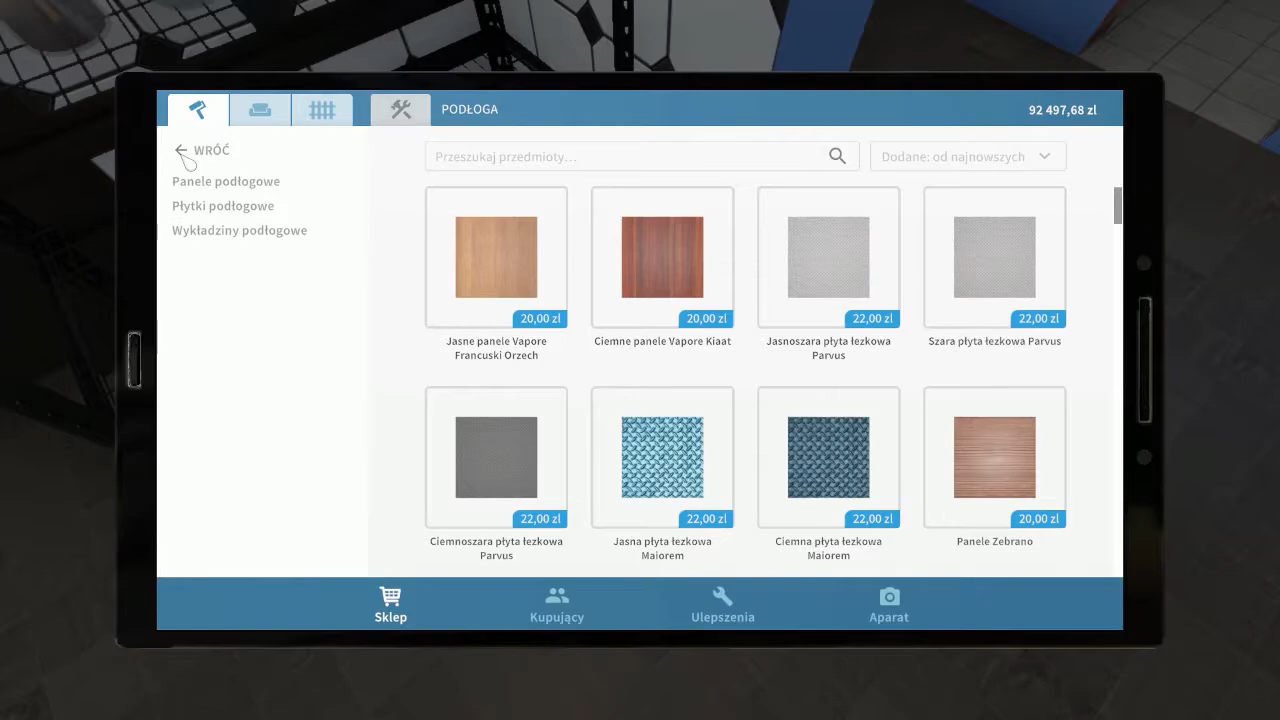 PODŁOGA
92 497,68 zl
WRÓĆ
Panele podłogowe
Płytki podłogowe
Wykładziny podłogowe
Przeszukaj przedmioty...
Dodane: od najnowszych
20,00 zl
Jasne panele Vapore
Francuski Orzech
20,00 zl
Ciemne panele Vapore Kiaat
22,00 zl
Jasnoszara płyta łezkowa
Parvus
22,00 zl
Szara płyta łezkowa Parvus
22,00 zl
Ciemnoszara płyta łezkowa
Parvus
22,00 zl
Jasna płyta łezkowa
Maiorem
22,00 zl
Ciemna płyta łezkowa
Maiorem
20,00 zl
Panele Zebrano
Sklep
Kupujący
Ulepszenia
Aparat